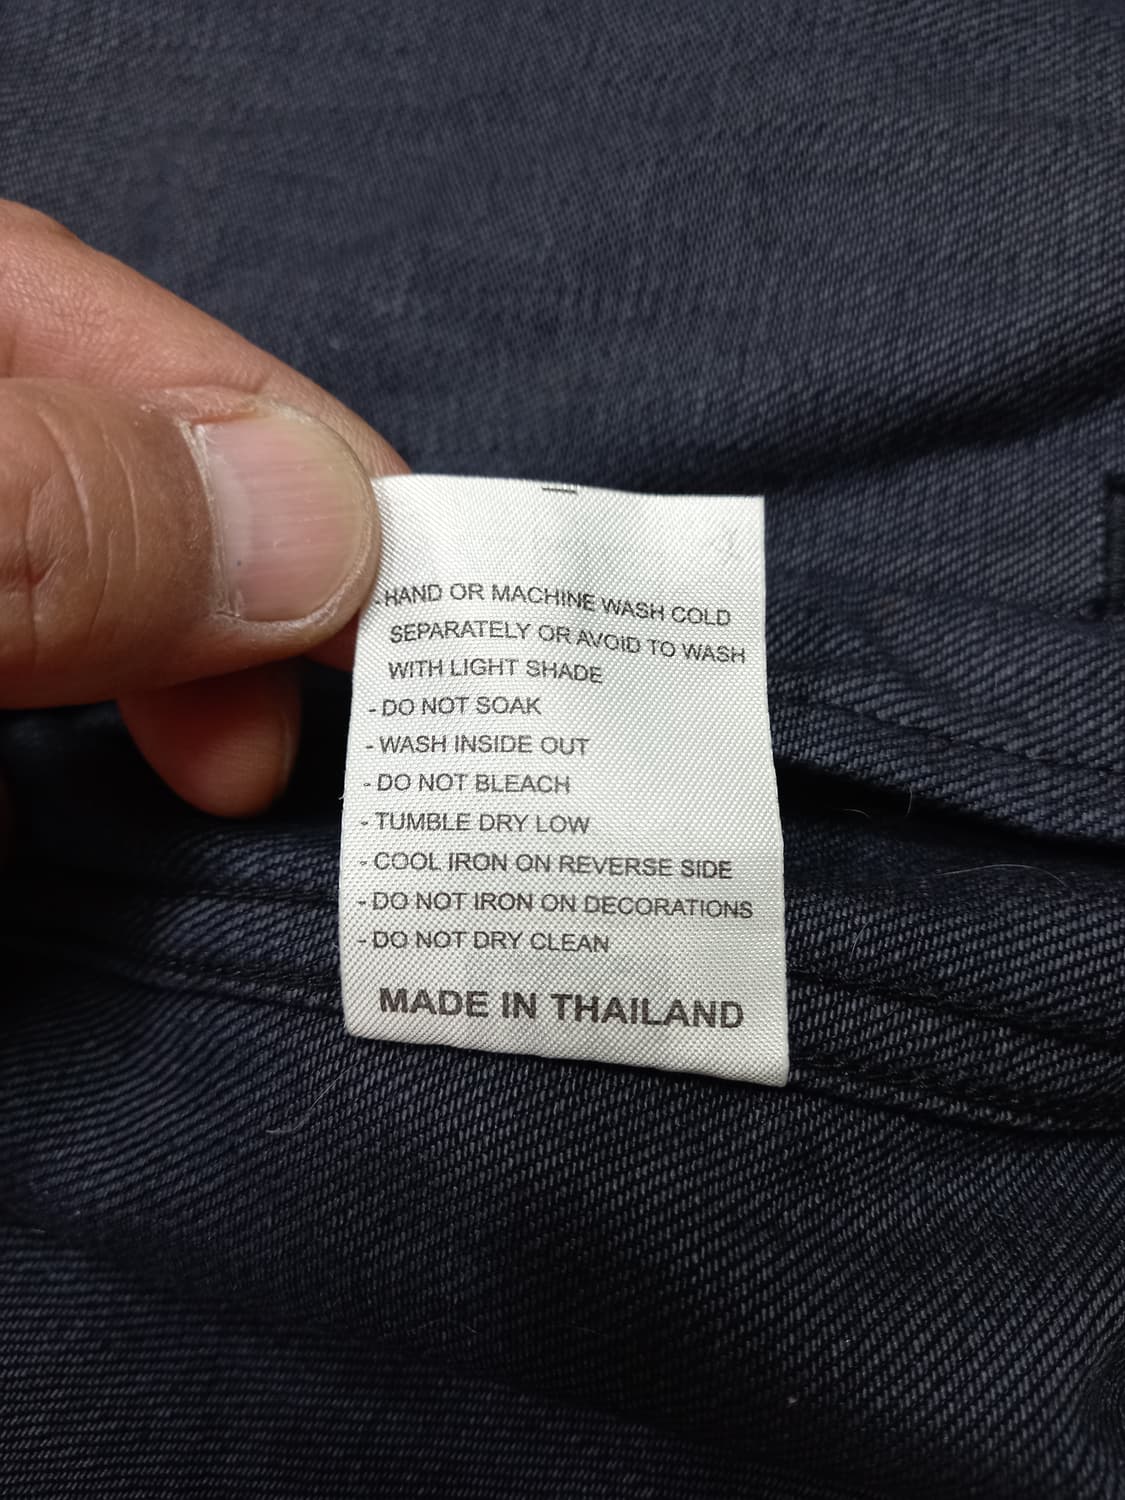 - HAND OR MACHINE WASH COLD
SEPARATELY OR AVOID TO WASH
WITH LIGHT SHADE
- DO NOT SOAK
- WASH INSIDE OUT
- DO NOT BLEACH
- TUMBLE DRY LOW
- COOL IRON ON REVERSE SIDE
- DO NOT IRON ON DECORATIONS
- DO NOT DRY CLEAN
MADE IN THAILAND